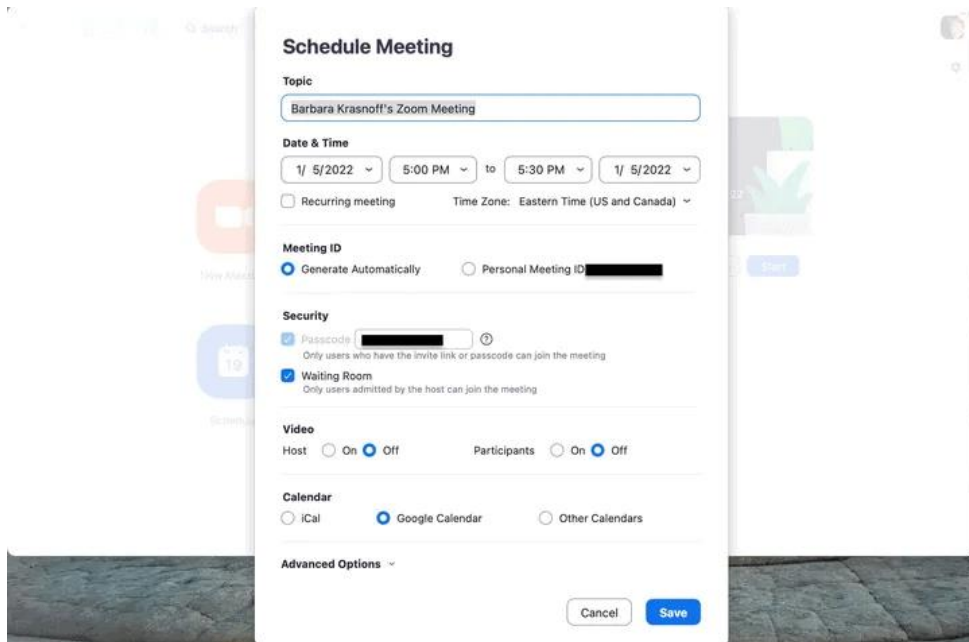 Search
Schedule Meeting
Topic
Barbara Krasnoff's Zoom Meeting
Date & Time
1/ 5/2022 5:00 PM to 5:30 PM 1/ 5/2022
Recurring meeting Time Zone: Eastern Time (US and Canada)
Meeting ID
Generate Automatically Personal Meeting ID
Start
Security
Passcode
Only users who have the invite link or passcode can join the meeting
Waiting Room
Only users admitted by the host can join the meeting
19
Video
Host On Off Participants On Off
Calendar
iCal Google Calendar Other Calendars
Advanced Options
Cancel Save